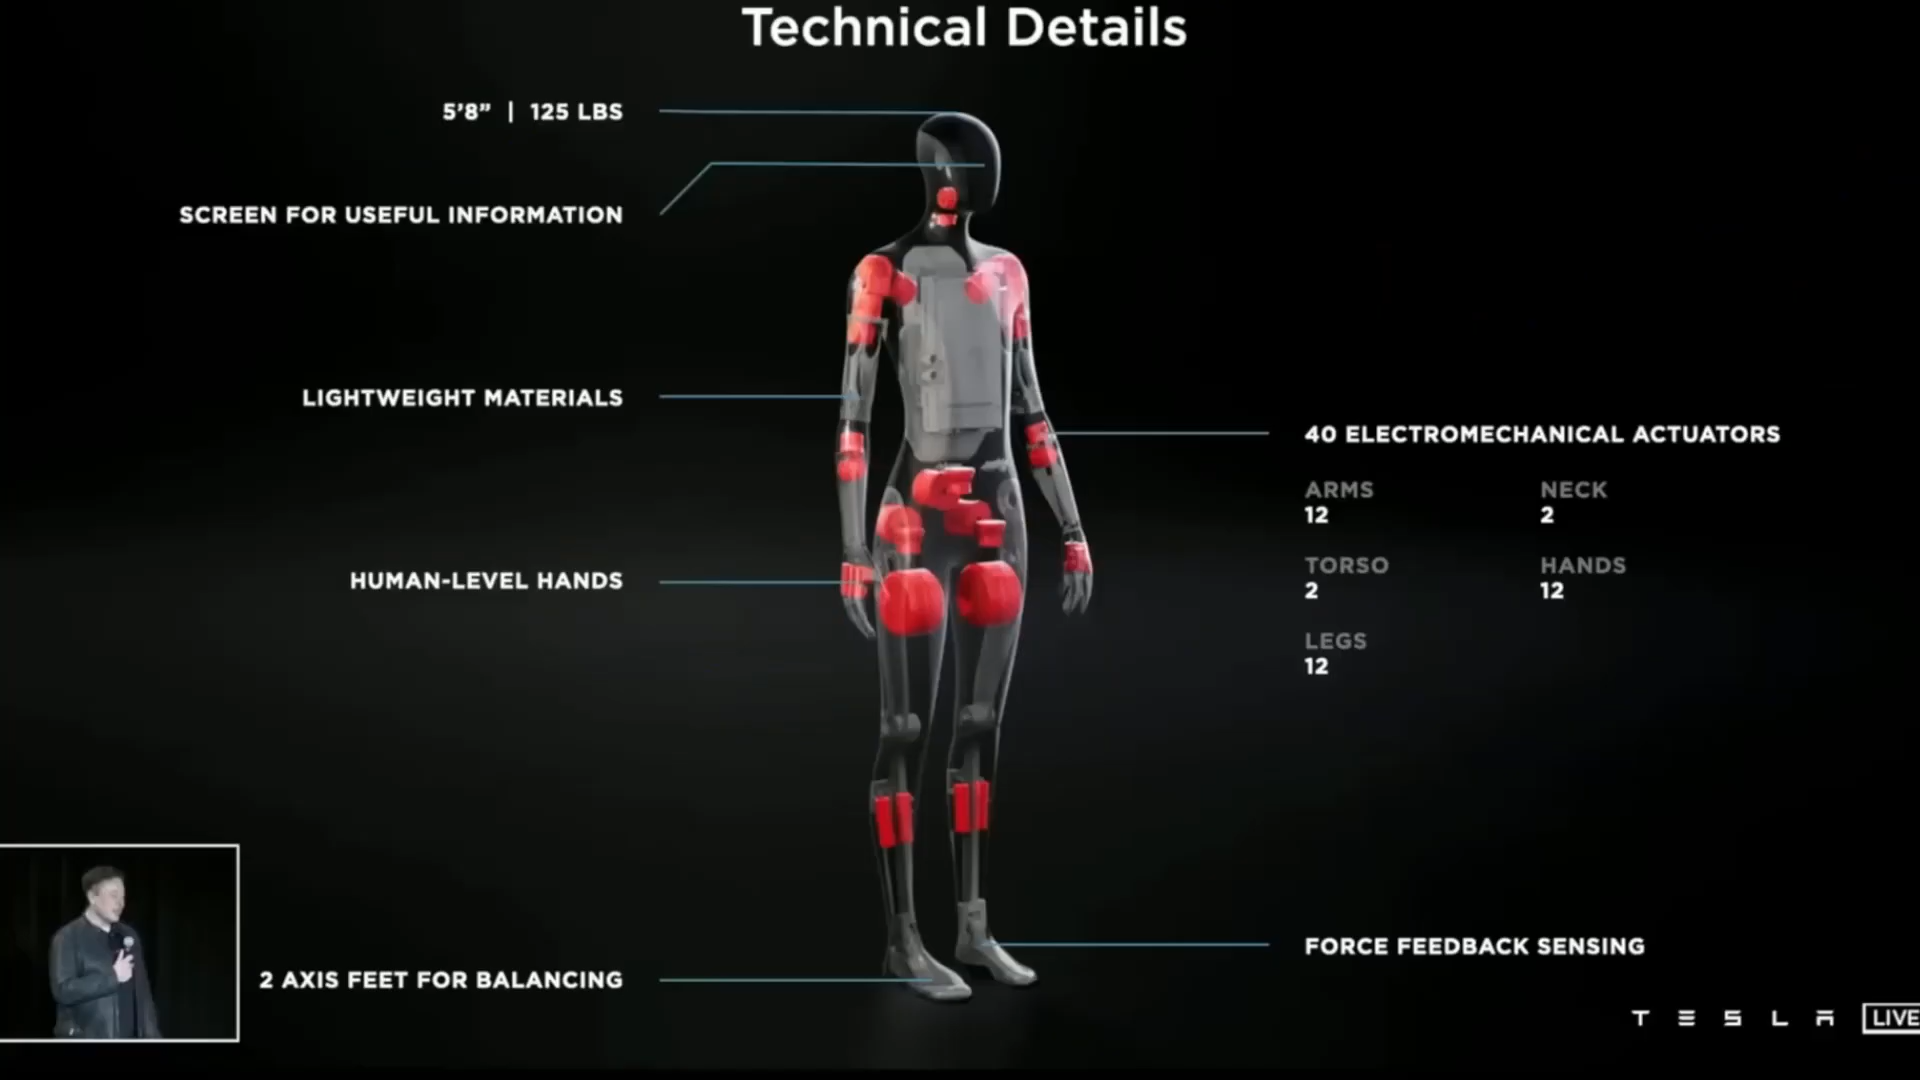 Technical Details
5'8" | 125 LBS
SCREEN FOR USEFUL INFORMATION
LIGHTWEIGHT MATERIALS
HUMAN-LEVEL HANDS
2 AXIS FEET FOR BALANCING
40 ELECTROMECHANICAL ACTUATORS
ARMS NECK
12 2
TORSO HANDS
2 12
LEGS
12
FORCE FEEDBACK SENSING
TESLA LIVE